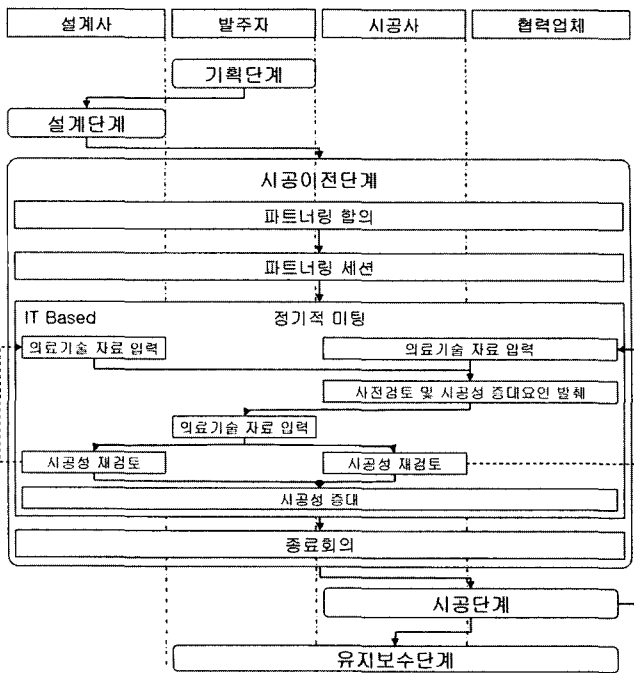 설계사
발주자
시공사
협력업체
기획단계
설계단계
시공이전단계
파트너링 합의
파트너링 세션
IT Based
정기적 미팅
의료기술 자료 입력
의료기술 자료 입력
사전검토 및 시공성 증대요인 발췌
의료기술 자료 입력
시공성 재검토
시공성 재검토
시공성 증대
종료회의
시공단계
유지보수단계